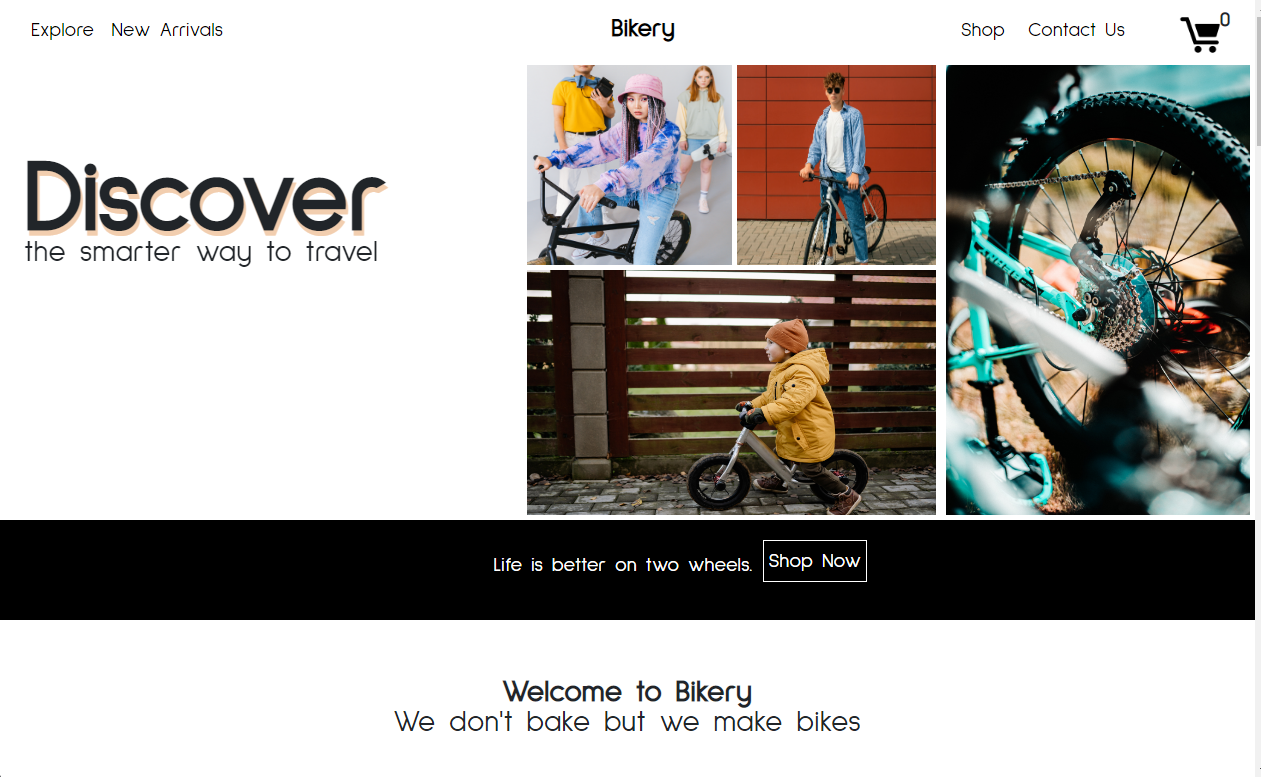 Explore New Arrivals Bikery Shop Contact Us 0
Discover
the smarter way to travel
Life is better on two wheels. Shop Now
Welcome to Bikery
We don't bake but we make bikes